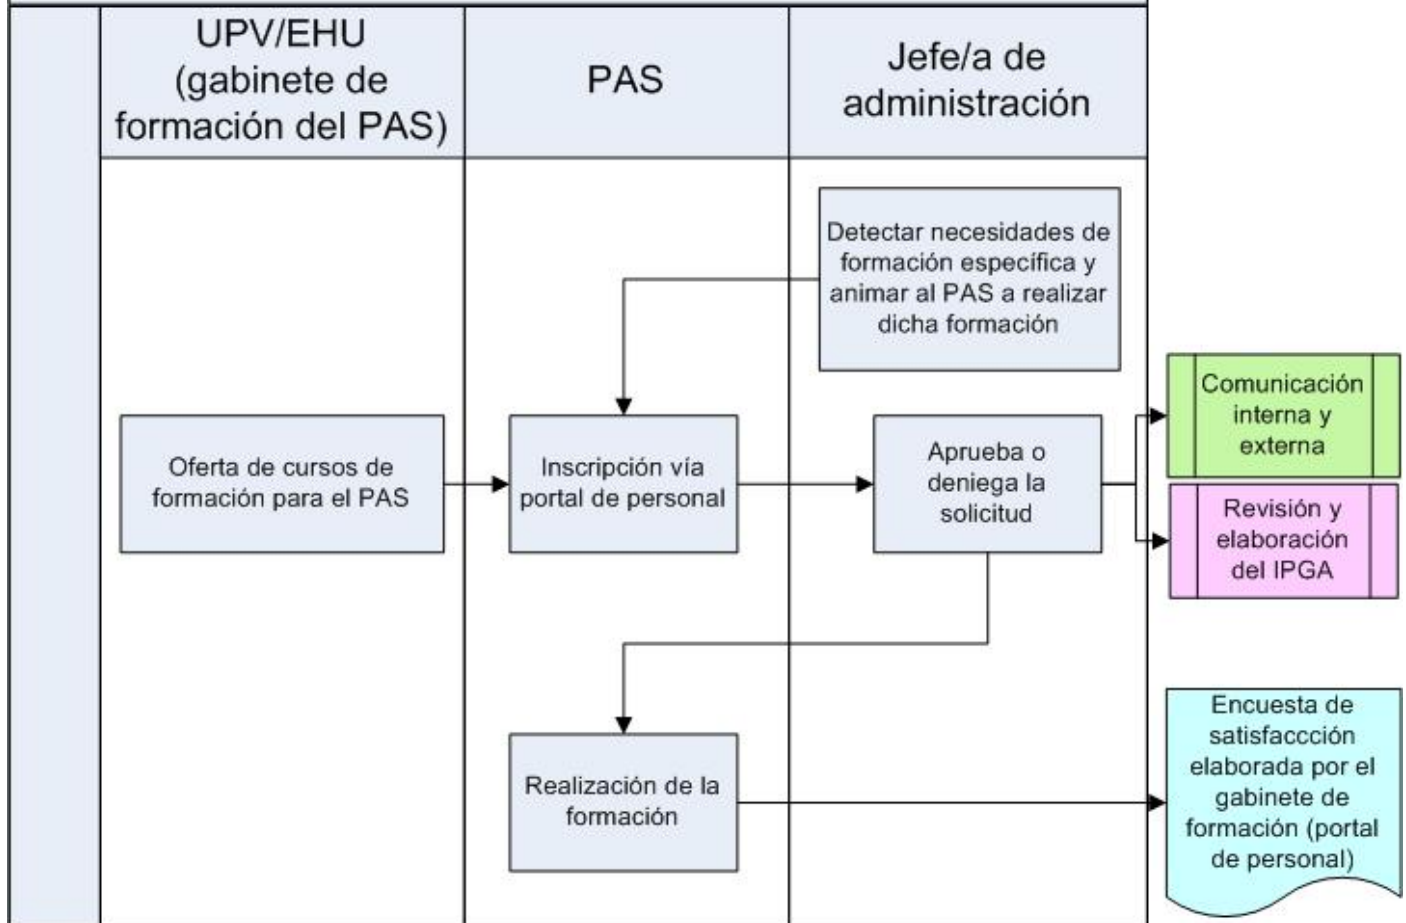 UPV/EHU
(gabinete de
formación del PAS)
PAS
Jefe/a de
administración
Detectar necesidades de
formación específica y
animar al PAS a realizar
dicha formación
Oferta de cursos de
formación para el PAS
Inscripción vía
portal de personal
Aprueba o
deniega la
solicitud
Comunicación
interna y
externa
Revisión y
elaboración
del IPGA
Realización de la
formación
Encuesta de
satisfaccción
elaborada por el
gabinete de
formación (portal
de personal)